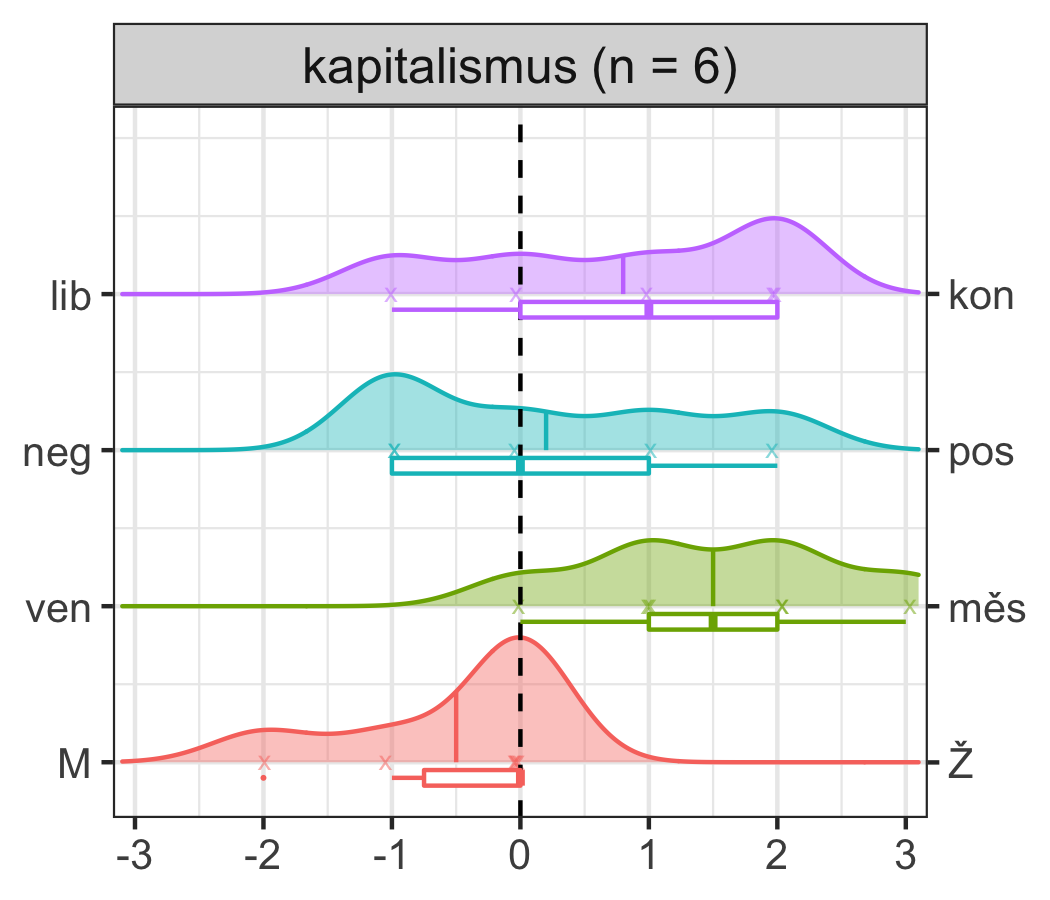 kapitalismus (n = 6)
lib kon
neg pos
ven měs
M Ž
-3 -2 -1 0 1 2 3